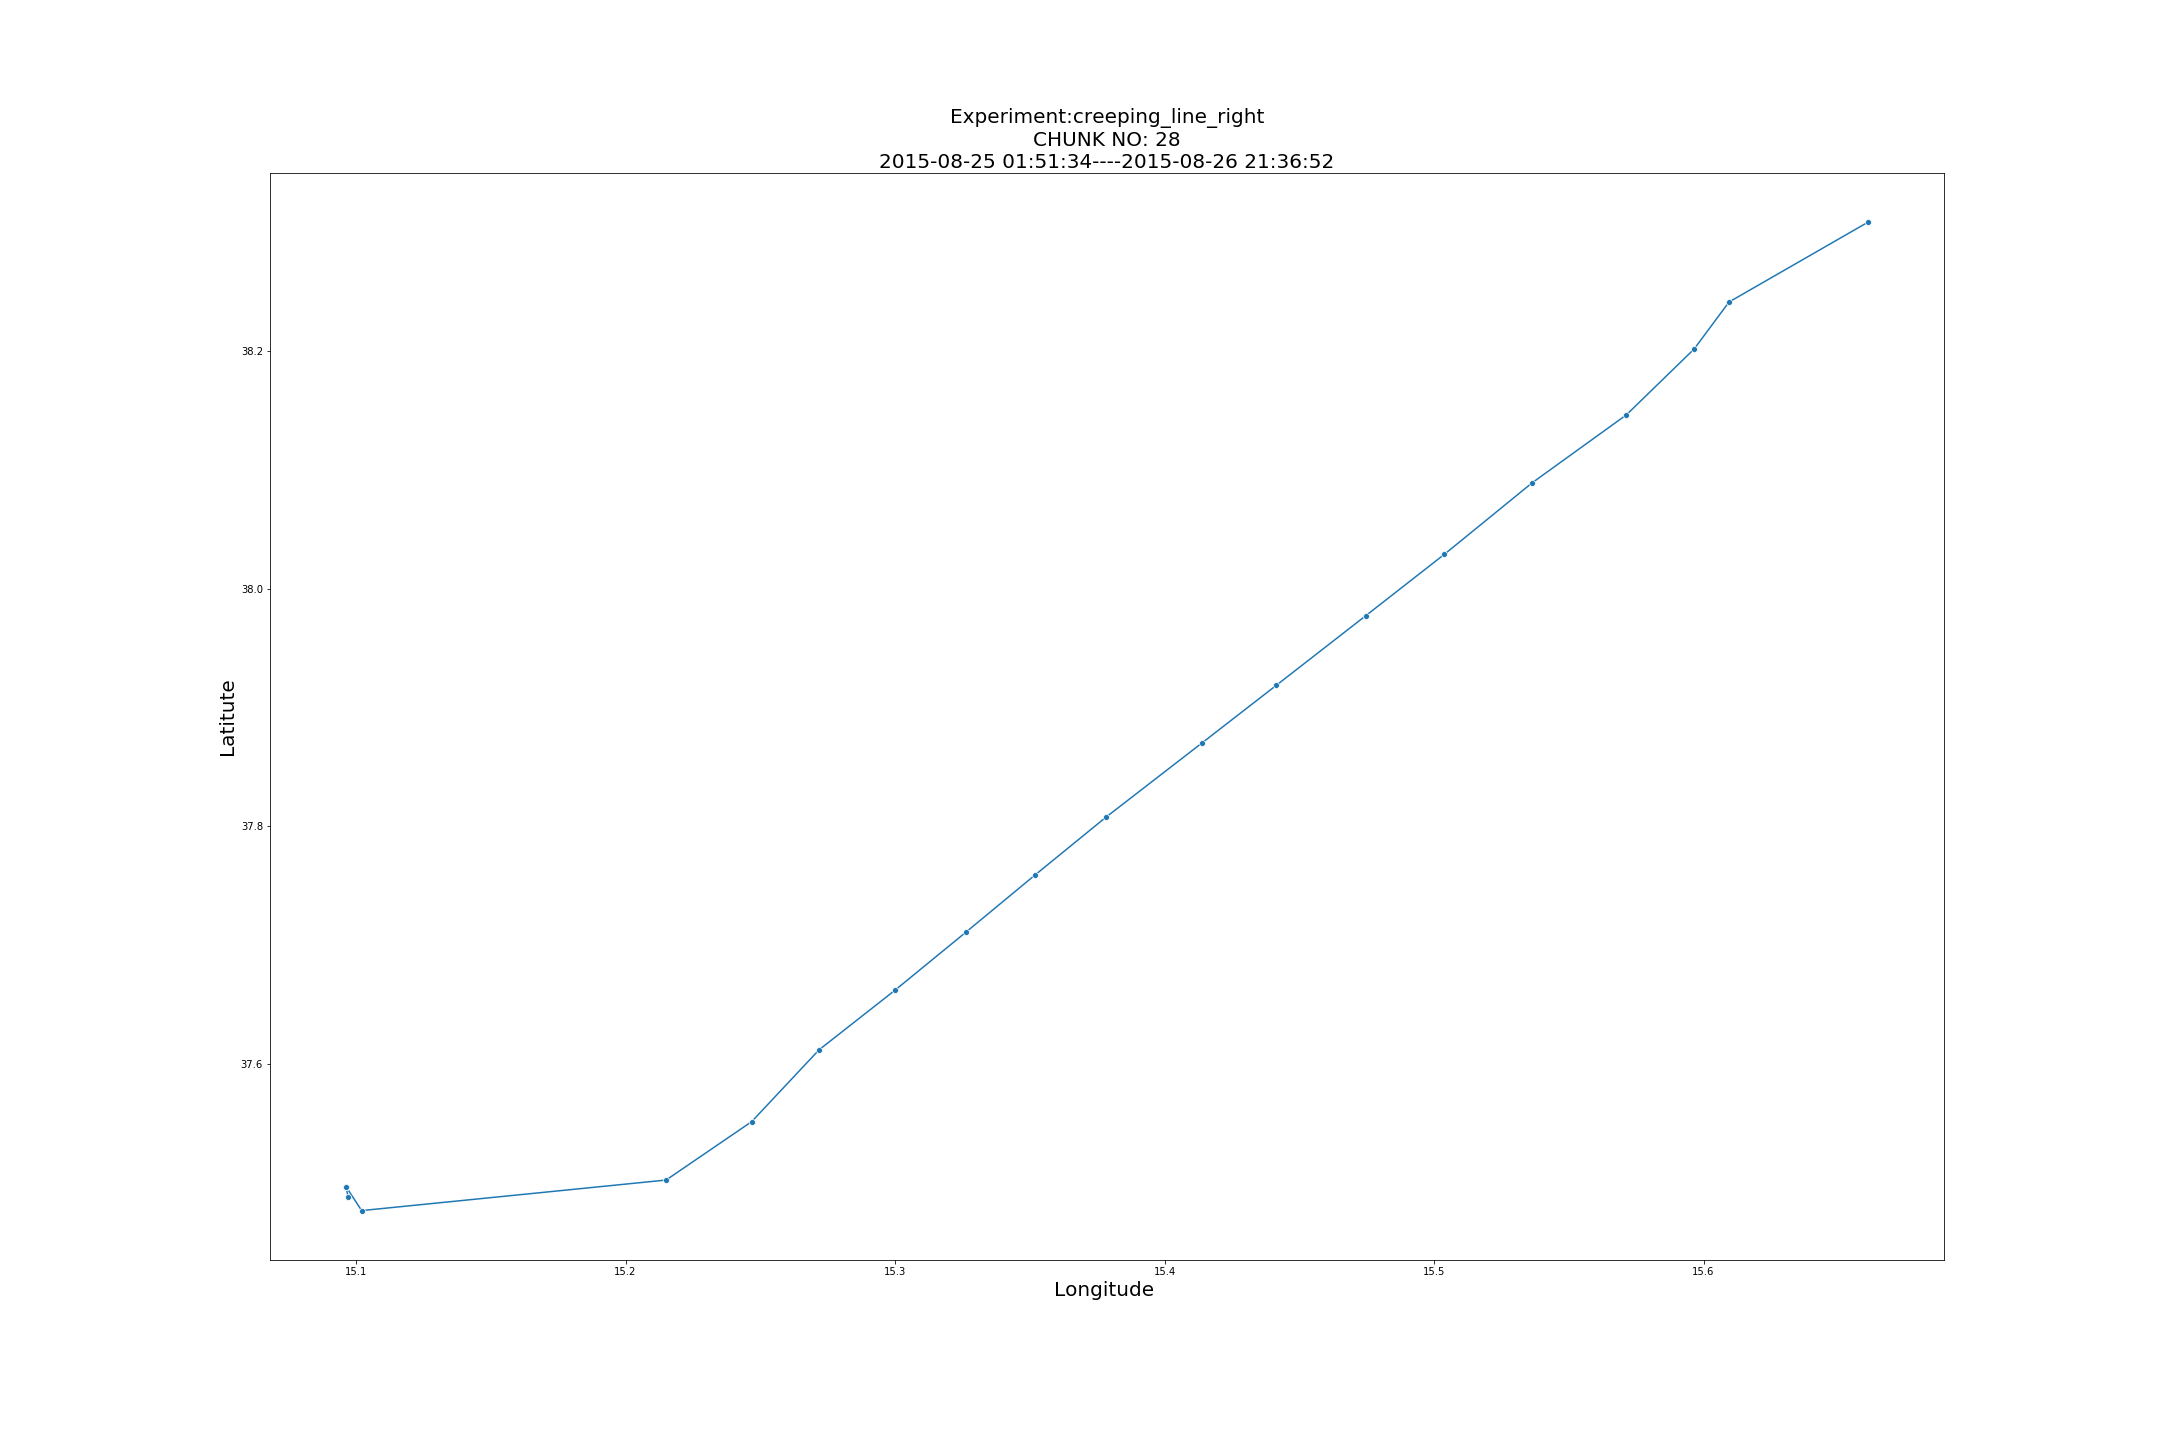 Experiment:creeping_line_right
CHUNK NO: 28
2015-08-25 01:51:34----2015-08-26 21:36:52
38.2
38.0
37.8
37.6
Latitute
15.1
15.2
15.3
15.4
15.5
15.6
Longitude